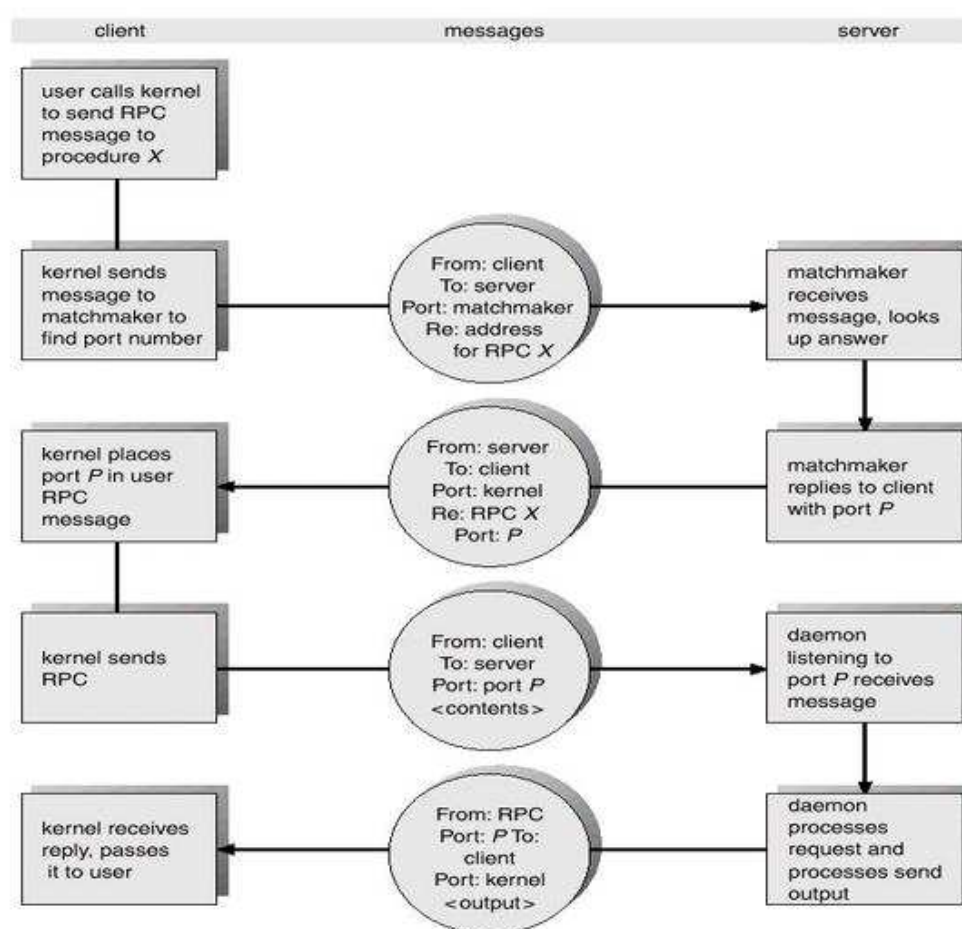 client
messages
server
user calls kernel
to send RPC
message to
procedure X
kernel sends
message to
matchmaker to
find port number
From: client
To: server
Port: matchmaker
Re: address
for RPC X
matchmaker
receives
message, looks
up answer
kernel places
port P in user
RPC
message
From: server
To: client
Port: kernel
Re: RPC X
Port: P
matchmaker
replies to client
with port P
kernel sends
RPC
From: client
To: server
Port: port P
<contents>
daemon
listening to
port P receives
message
kernel receives
reply, passes
it to user
From: RPC
Port: P To:
client
Port: kernel
<output>
daemon
processes
request and
processes send
output